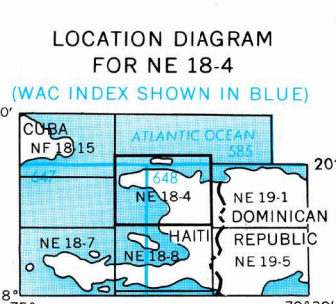 LOCATION DIAGRAM
FOR NE 18-4
(WAC INDEX SHOWN IN BLUE)
0'
CUBA
NF 18-15
ATLANTIC OCEAN
585
20°
647
648
NE 18-4
NE 19-1
DOMINICAN
HAITI
REPUBLIC
NE 18-7
NE 18-8
NE 19-5
8°